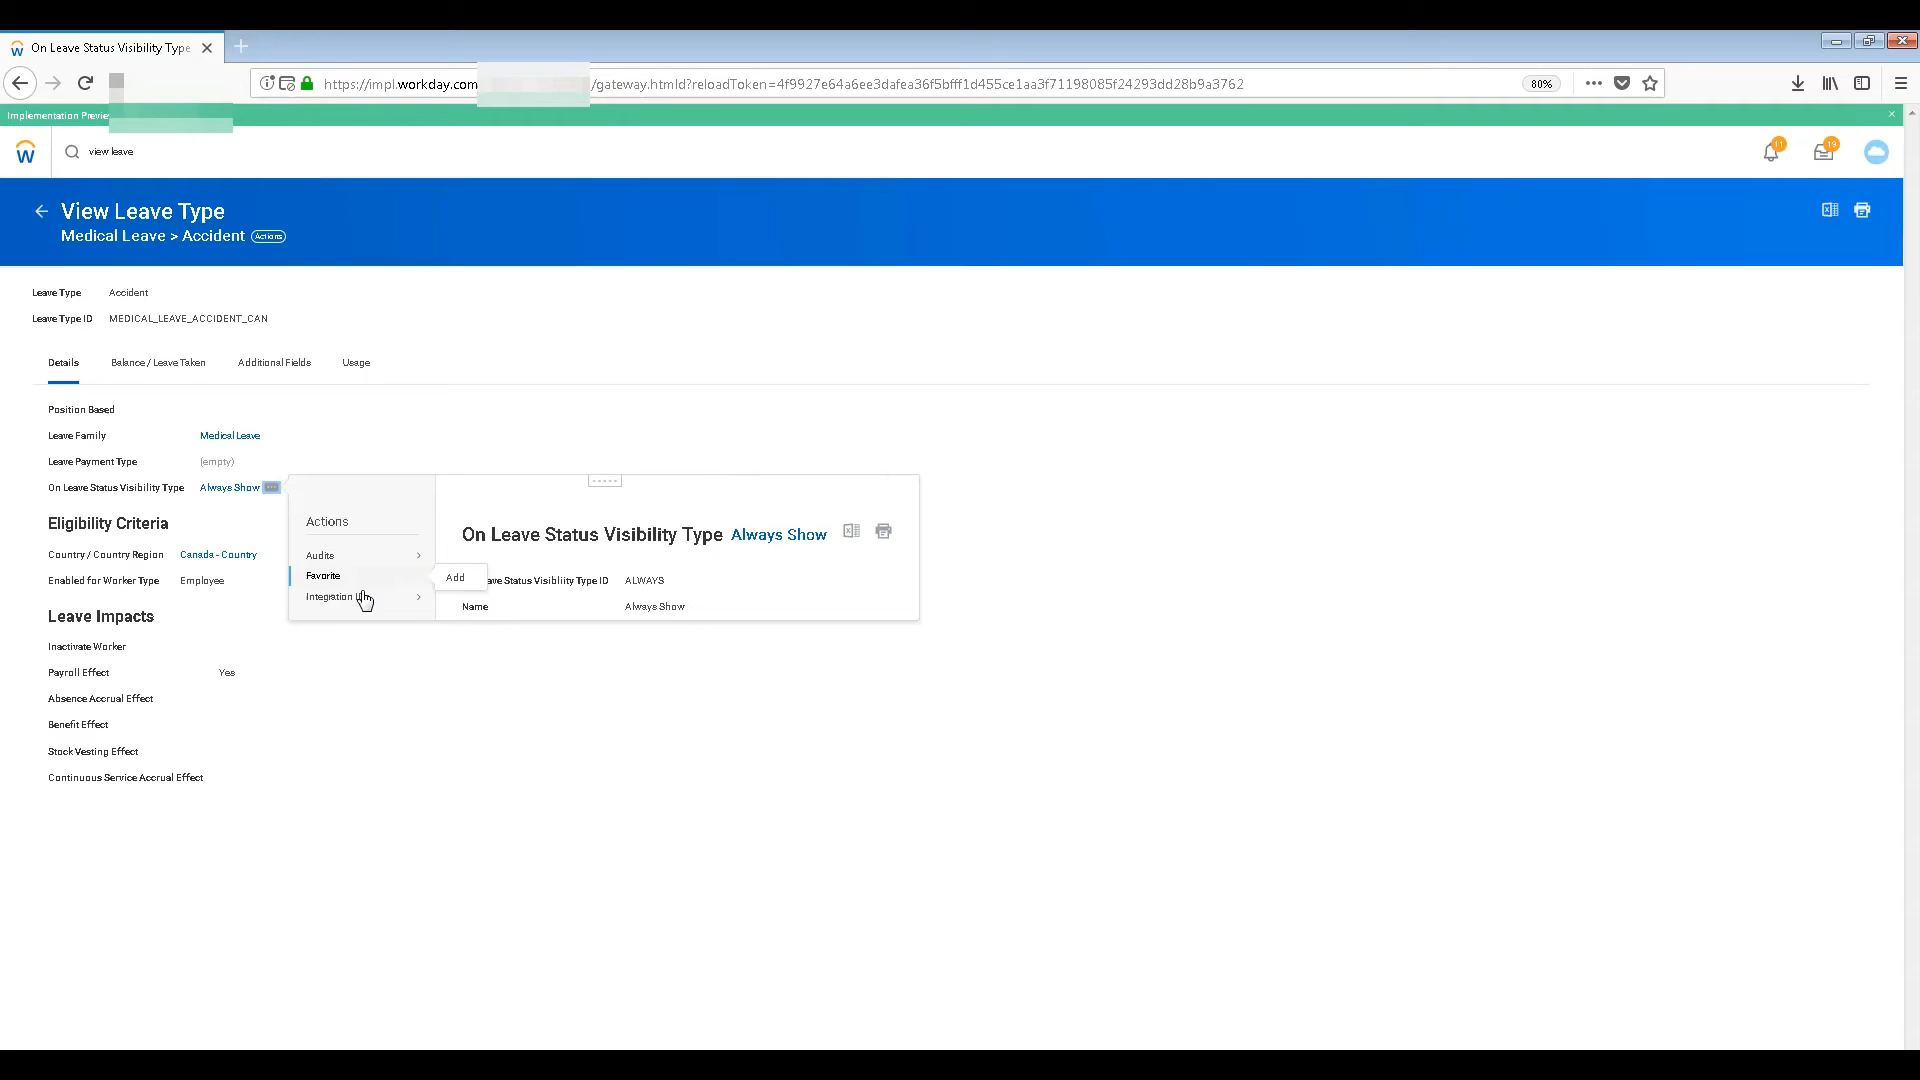 On Leave Status Visibility Type
https://impl.workday.com
/gateway.htmld?reloadToken=4f9927e64a6ee3dafea36f5bfff1d455ce1aa3f71198085f24293dd28b9a3762
80%
Implementation
view leave
11
19
View Leave Type
Medical Leave > Accident Actions
Leave Type Accident
Leave Type ID MEDICAL_LEAVE_ACCIDENT_CAN
Details Balance / Leave Taken Additional Fields Usage
Position Based
Leave Family Medical Leave
Leave Payment Type (empty)
On Leave Status Visibility Type Always Show
Eligibility Criteria
Country / Country Region Canada - Country
Enabled for Worker Type Employee
Leave Impacts
Inactivate Worker
Payroll Effect Yes
Absence Accrual Effect
Benefit Effect
Stock Vesting Effect
Continuous Service Accrual Effect
Actions
Audits
Favorite
Integration
Add
On Leave Status Visibility Type Always Show
Status Visibliity Type ID ALWAYS
Name Always Show